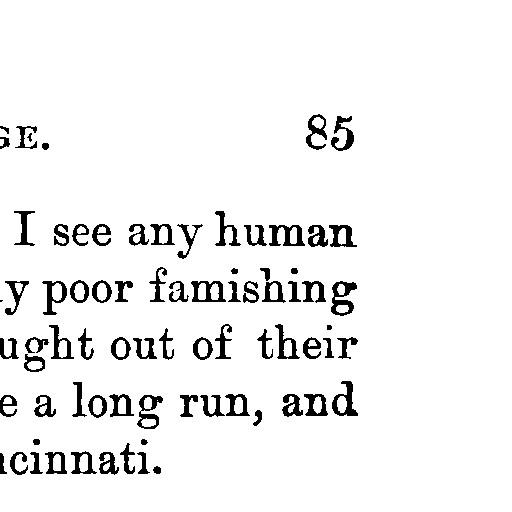 GE. 85
I see any human
y poor famishing
ught out of their
e a long run, and
ncinnati.